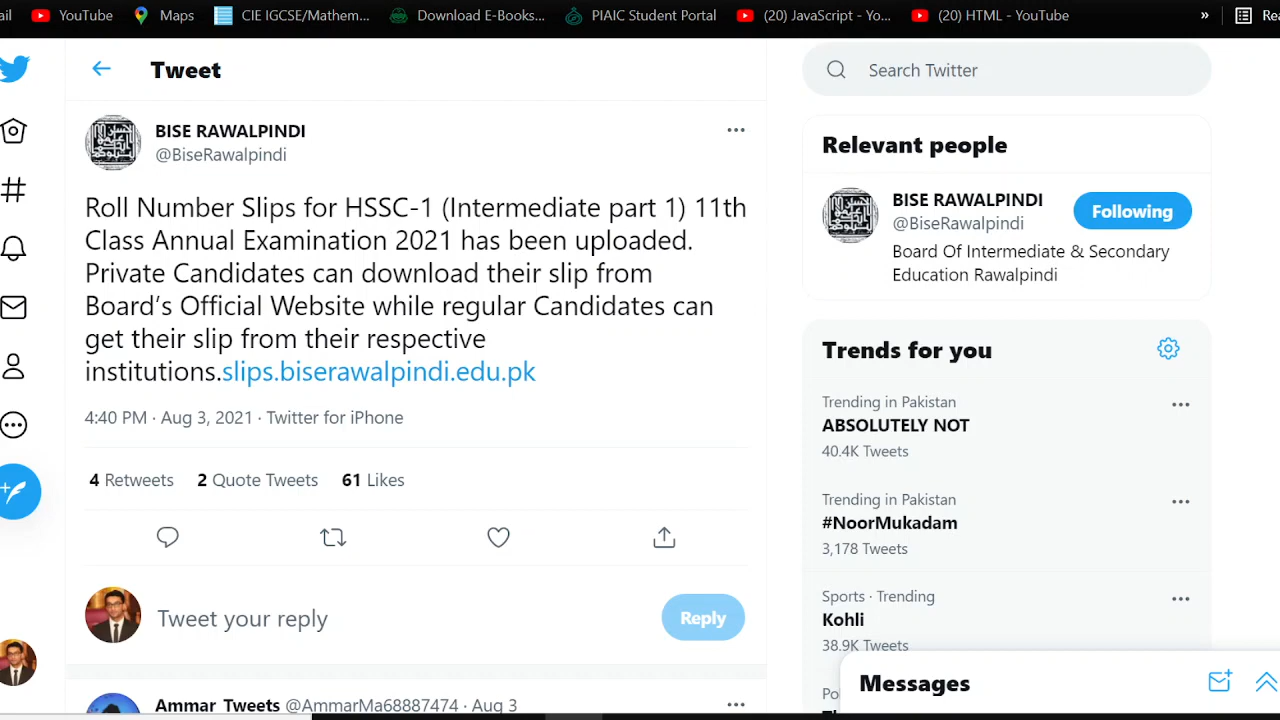 ail YouTube Maps CIE IGCSE/Mathem... Download E-Books... PIAIC Student Portal (20) JavaScript - Yo... (20) HTML - YouTube » Rea
Tweet
BISE RAWALPINDI
@BiseRawalpindi
Roll Number Slips for HSSC-1 (Intermediate part 1) 11th
Class Annual Examination 2021 has been uploaded.
Private Candidates can download their slip from
Board's Official Website while regular Candidates can
get their slip from their respective
institutions.slips.biserawalpindi.edu.pk
4:40 PM · Aug 3, 2021 · Twitter for iPhone
4 Retweets 2 Quote Tweets 61 Likes
Tweet your reply
Reply
Ammar_Tweets @AmmarMa68887474 · Aug 3
Search Twitter
Relevant people
BISE RAWALPINDI
@BiseRawalpindi
Following
Board Of Intermediate & Secondary
Education Rawalpindi
Trends for you
Trending in Pakistan
ABSOLUTELY NOT
40.4K Tweets
Trending in Pakistan
#NoorMukadam
3,178 Tweets
Sports · Trending
Kohli
38.9K Tweets
Po
Messages